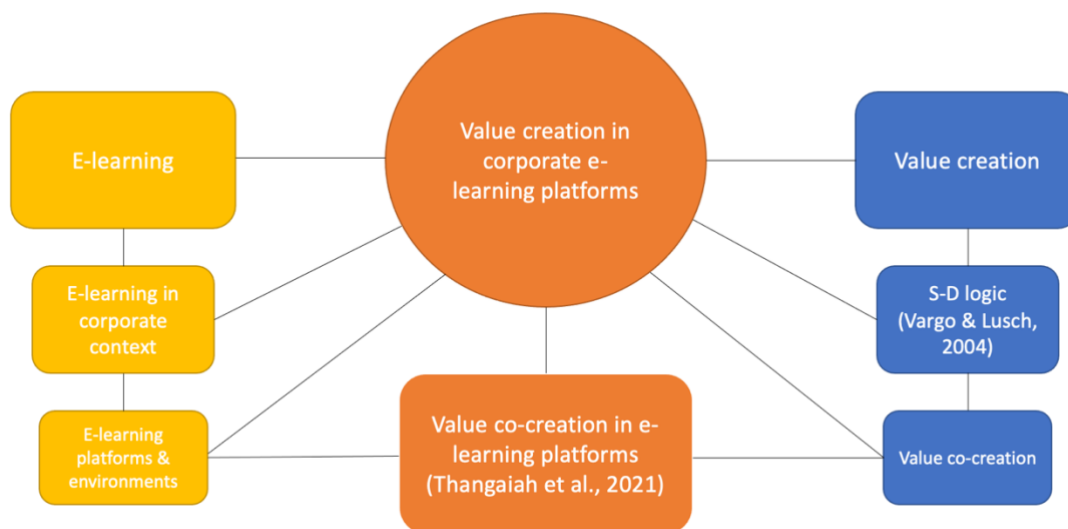 E-learning
Value creation in
corporate e-
learning platforms
Value creation
E-learning in
corporate
context
S-D logic
(Vargo & Lusch,
2004)
E-learning
platforms &
environments
Value co-creation in e-
learning platforms
(Thangaiah et al., 2021)
Value co-creation